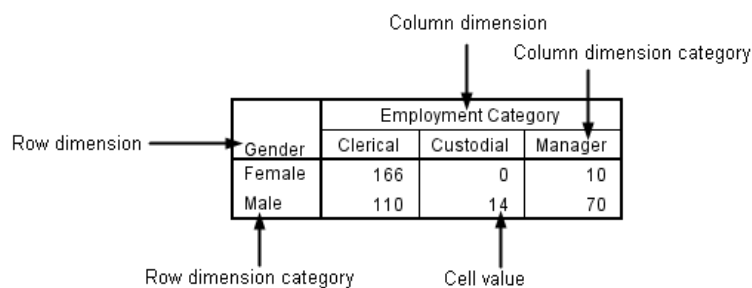 Column dimension
Column dimension category
Employment Category
Row dimension
Gender Clerical Custodial Manager
Female 166 0 10
Male 110 14 70
Row dimension category Cell value